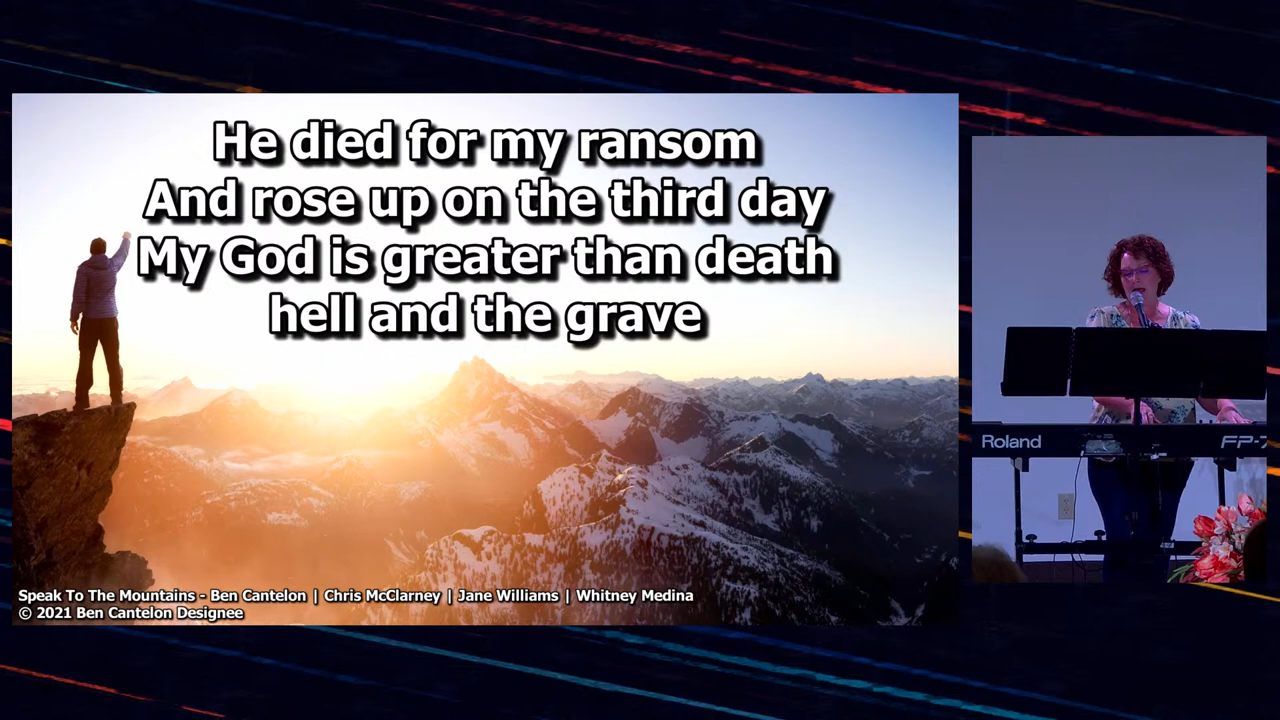 He died for my ransom
And rose up on the third day
My God is greater than death
hell and the grave
Speak To The Mountains - Ben Cantelon | Chris McClarney | Jane Williams | Whitney Medina
© 2021 Ben Cantelon Designee
Roland
FP-7